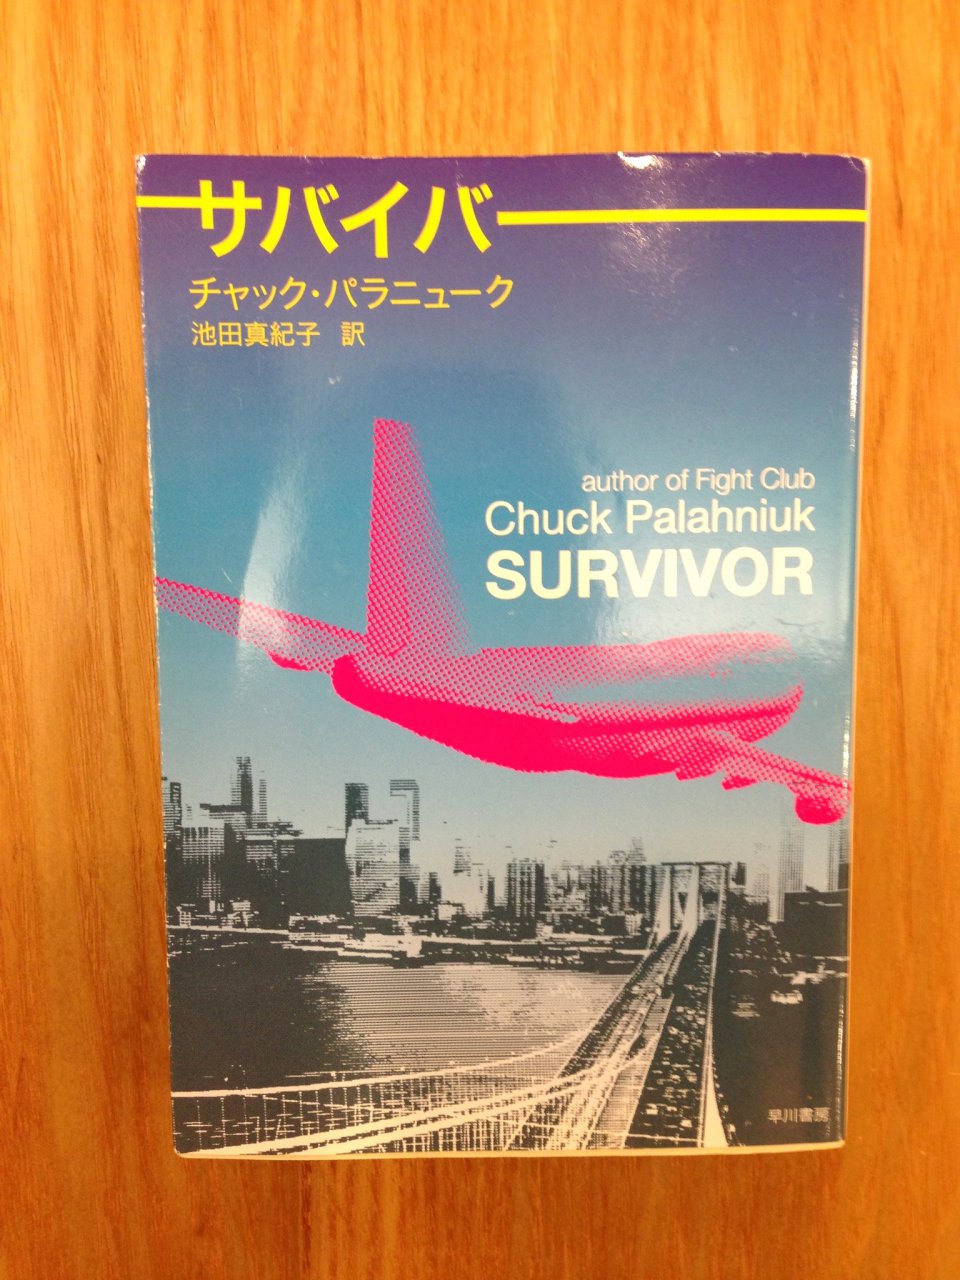 サバイバー
チャック・パラニューク
池田真紀子 訳
author of Fight Club
Chuck Palahniuk
SURVIVOR
早川書房